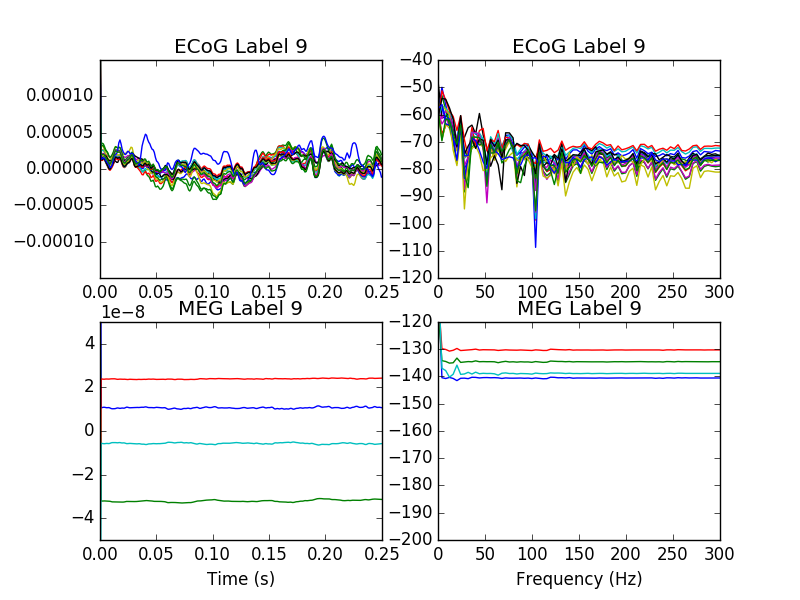 ECoG Label 9
ECoG Label 9
0.00010
0.00005
0.00000
−0.00005
−0.00010
0.00 0.05 0.10 0.15 0.20 0.25
−40
−50
−60
−70
−80
−90
−100
−110
−120
0 50 100 150 200 250 300
MEG Label 9
MEG Label 9
1e−8
4
2
0
−2
−4
0.00 0.05 0.10 0.15 0.20 0.25
Time (s)
−120
−130
−140
−150
−160
−170
−180
−190
−200
0 50 100 150 200 250 300
Frequency (Hz)